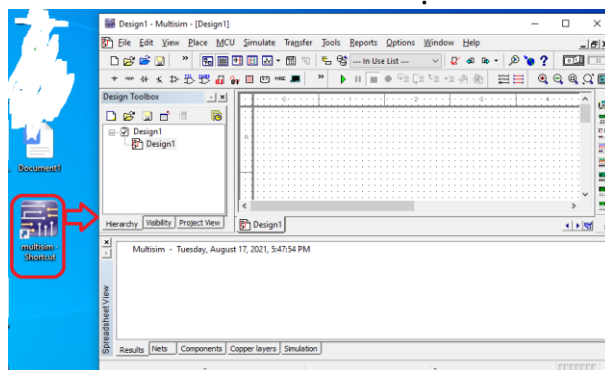 Design1 - Multisim - [Design1]
File Edit View Place MCU Simulate Transfer Tools Reports Options Window Help
--- In Use List ---
Design Toolbox
Design1
Design1
A
Document1
multisim -
Shortcut
Hierarchy Visibility Project View
Design1
Multisim - Tuesday, August 17, 2021, 5:47:54 PM
Spreadsheet View
Results Nets Components Copper layers Simulation